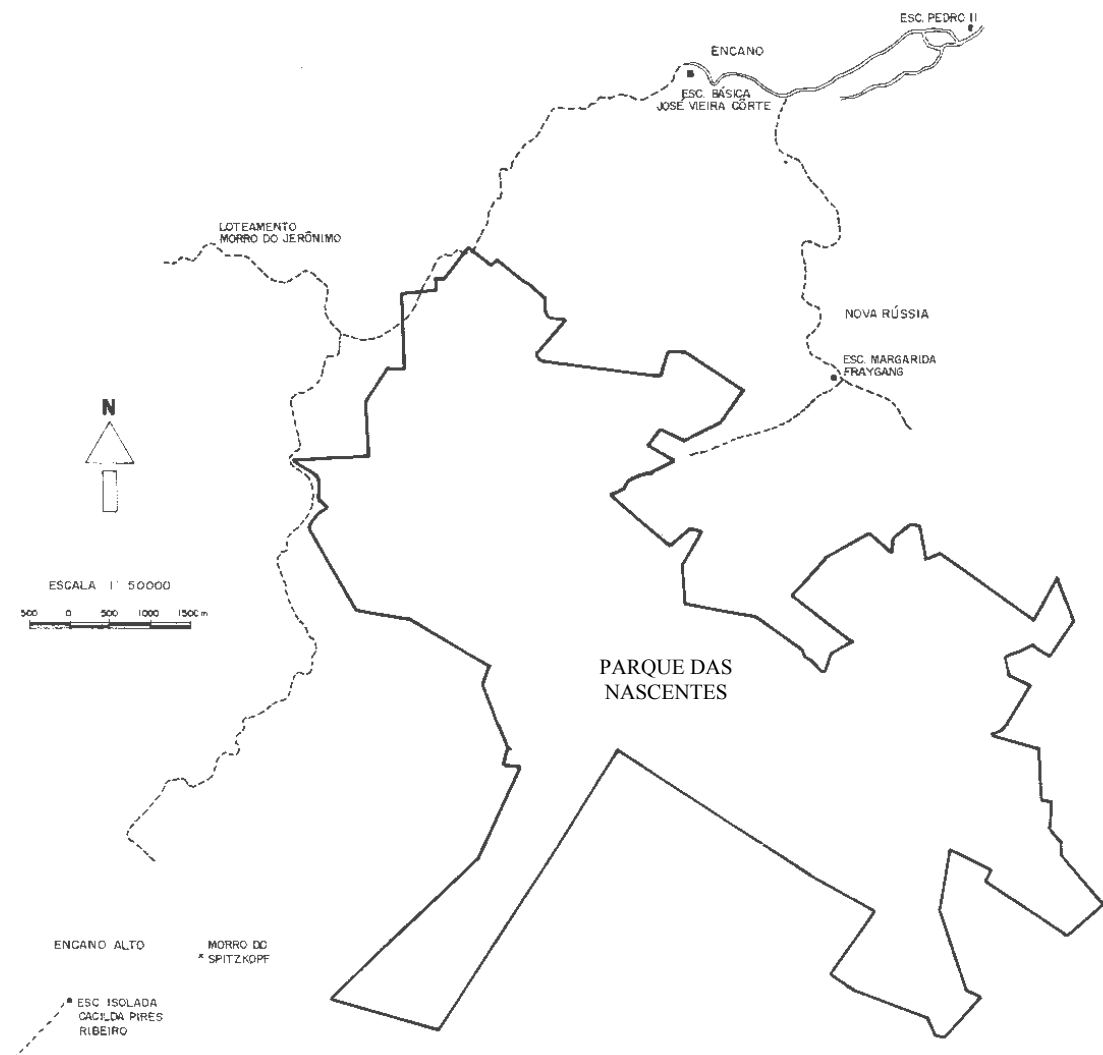 ESC. PEDRO II
ENCANO
ESC. BÁSICA
JOSÉ VIEIRA CÔRTE
LOTEAMENTO
MORRO DO JERÔNIMO
NOVA RÚSSIA
ESC. MARGARIDA
FRAYGANG
N
ESCALA 1:50000
500 0 500 1000 1500 m
PARQUE DAS
NASCENTES
ENCANO ALTO
MORRO DO
SPITZKOPF
ESC ISOLADA
CACILDA PIRES
RIBEIRO